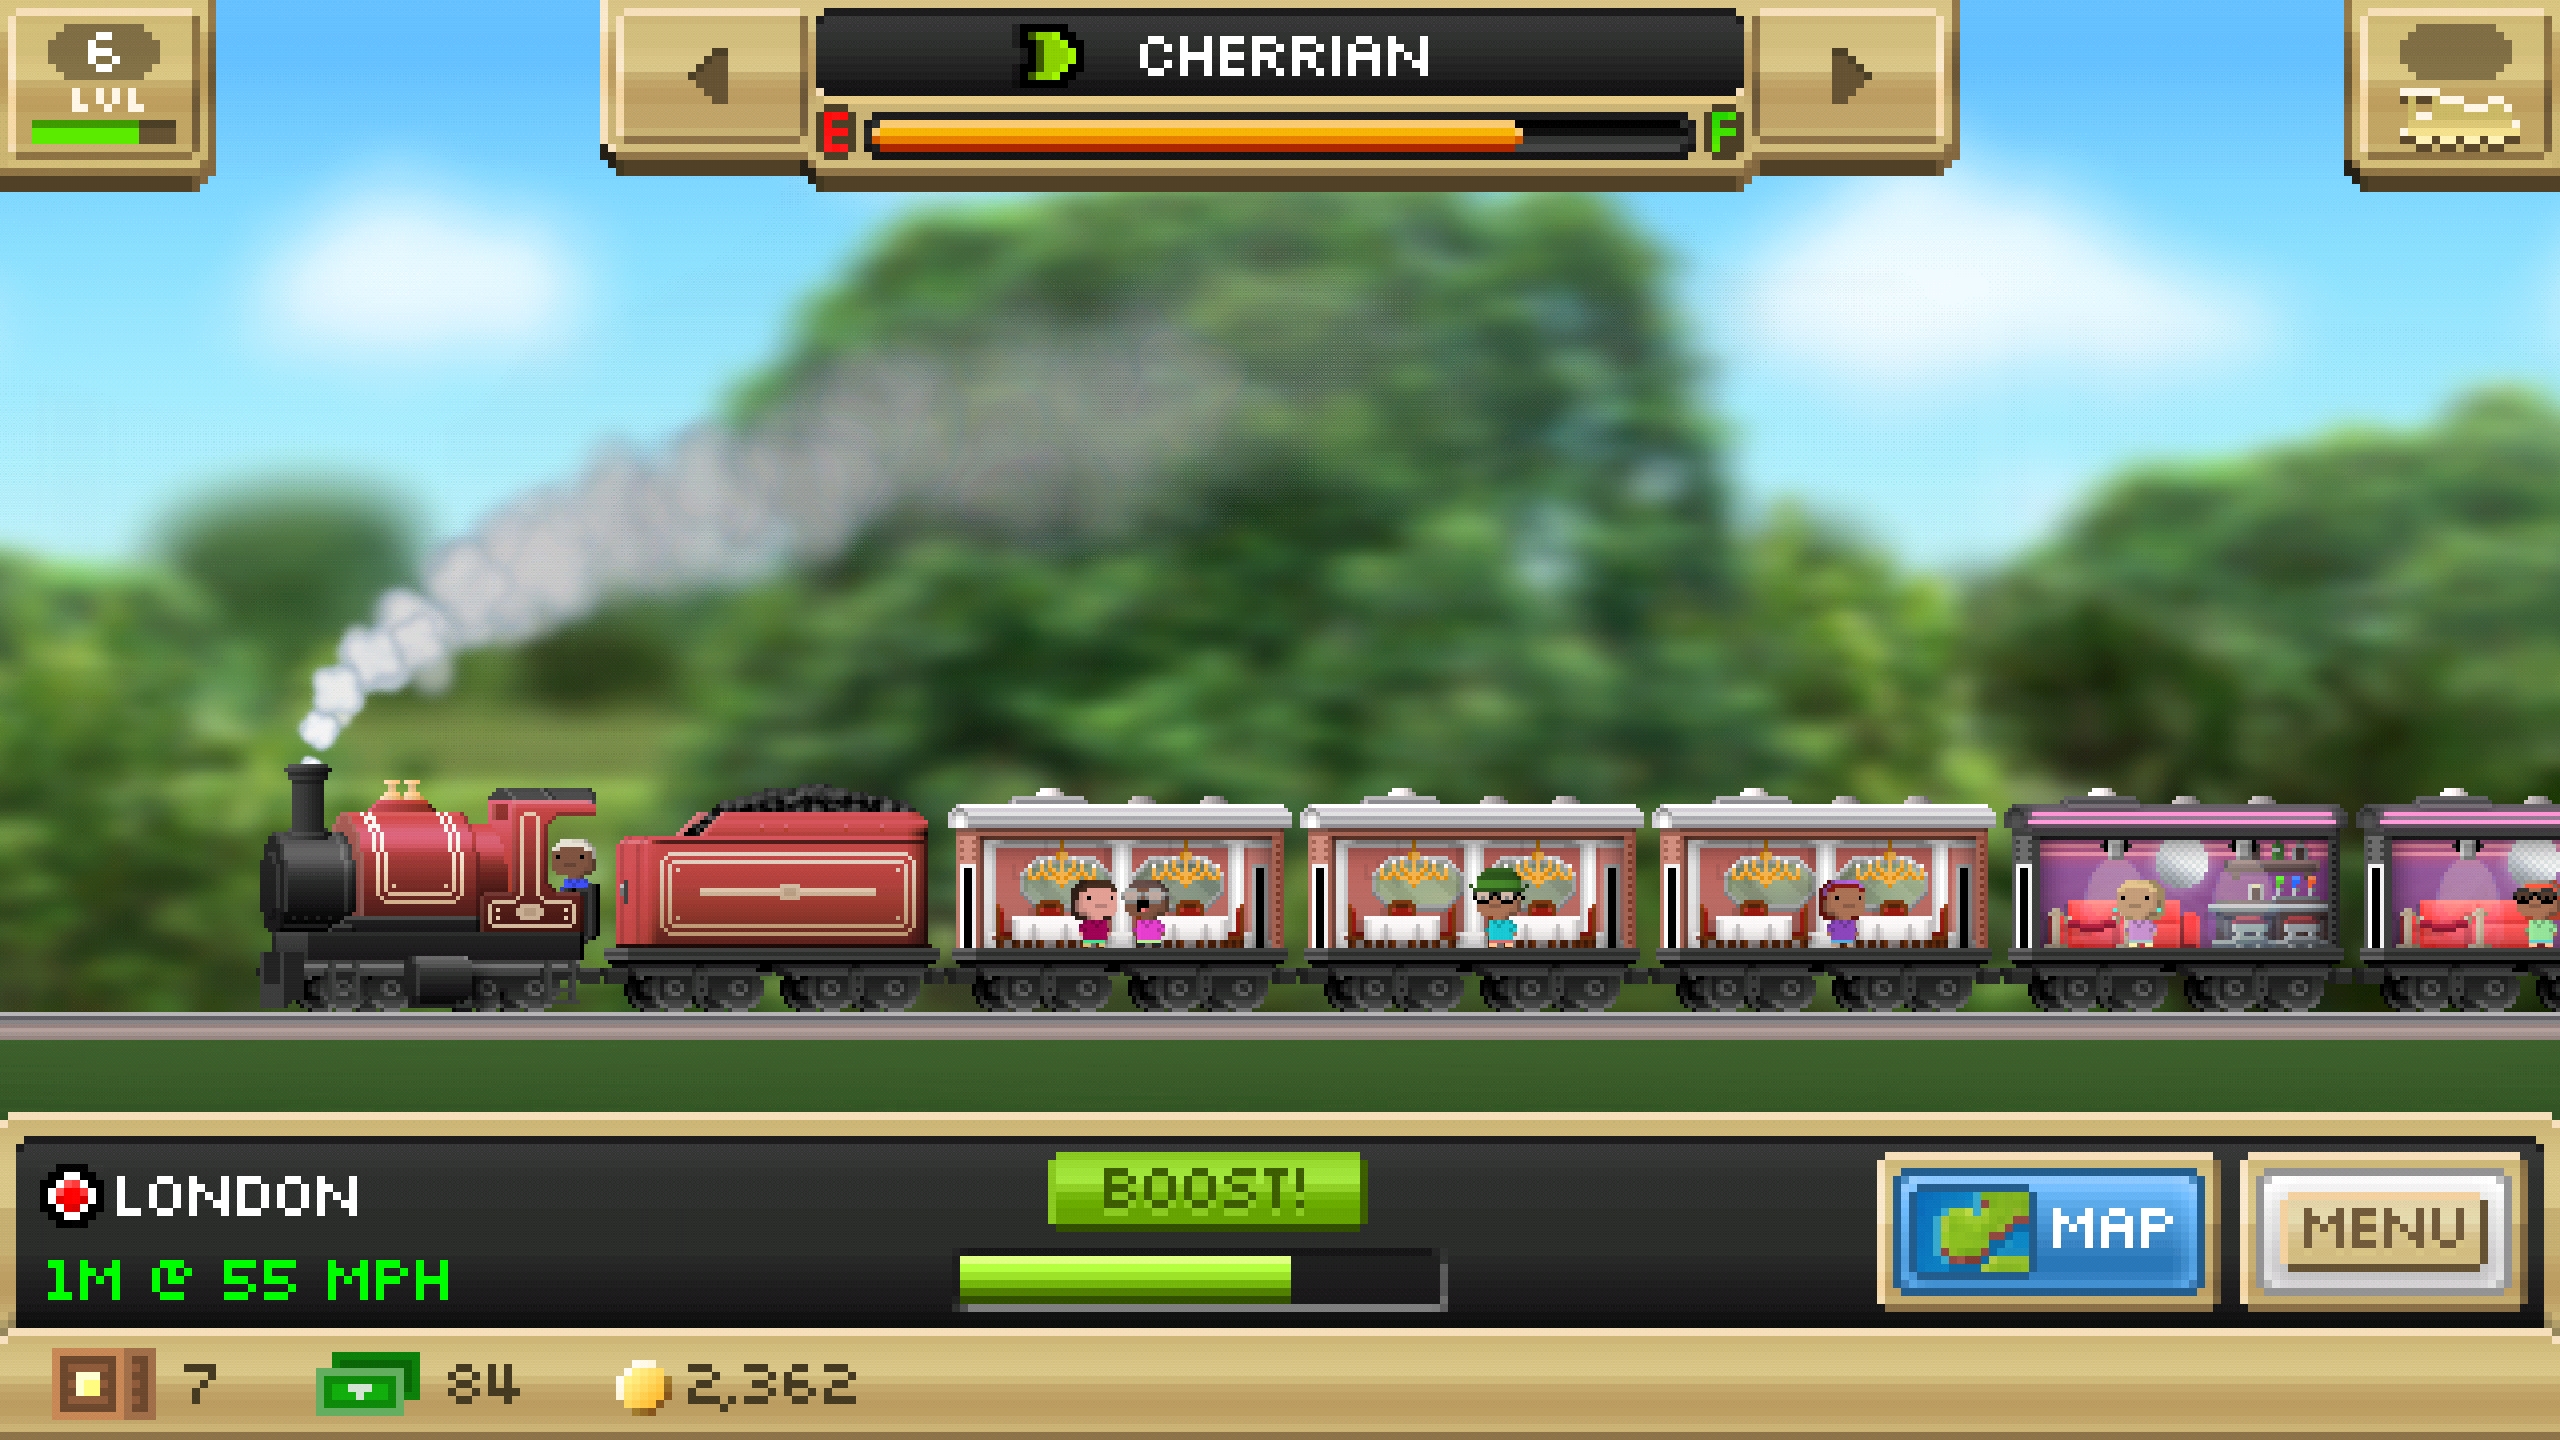 6
LVL
CHERRIAN
E F
LONDON
BOOST!
1M @ 55 MPH
MAP
MENU
7
84
2,362